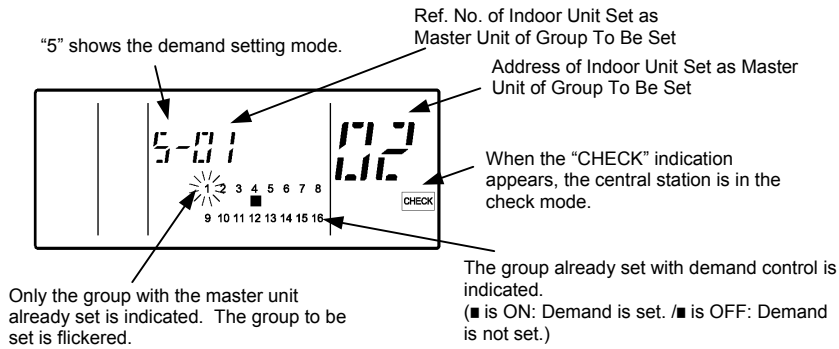 Ref. No. of Indoor Unit Set as
Master Unit of Group To Be Set
“5” shows the demand setting mode.
Address of Indoor Unit Set as Master
Unit of Group To Be Set
5-01
02
When the “CHECK” indication
appears, the central station is in the
check mode.
1 2 3 4 5 6 7 8
■
CHECK
9 10 11 12 13 14 15 16
The group already set with demand control is
indicated.
(■ is ON: Demand is set. /■ is OFF: Demand
is not set.)
Only the group with the master unit
already set is indicated. The group to be
set is flickered.